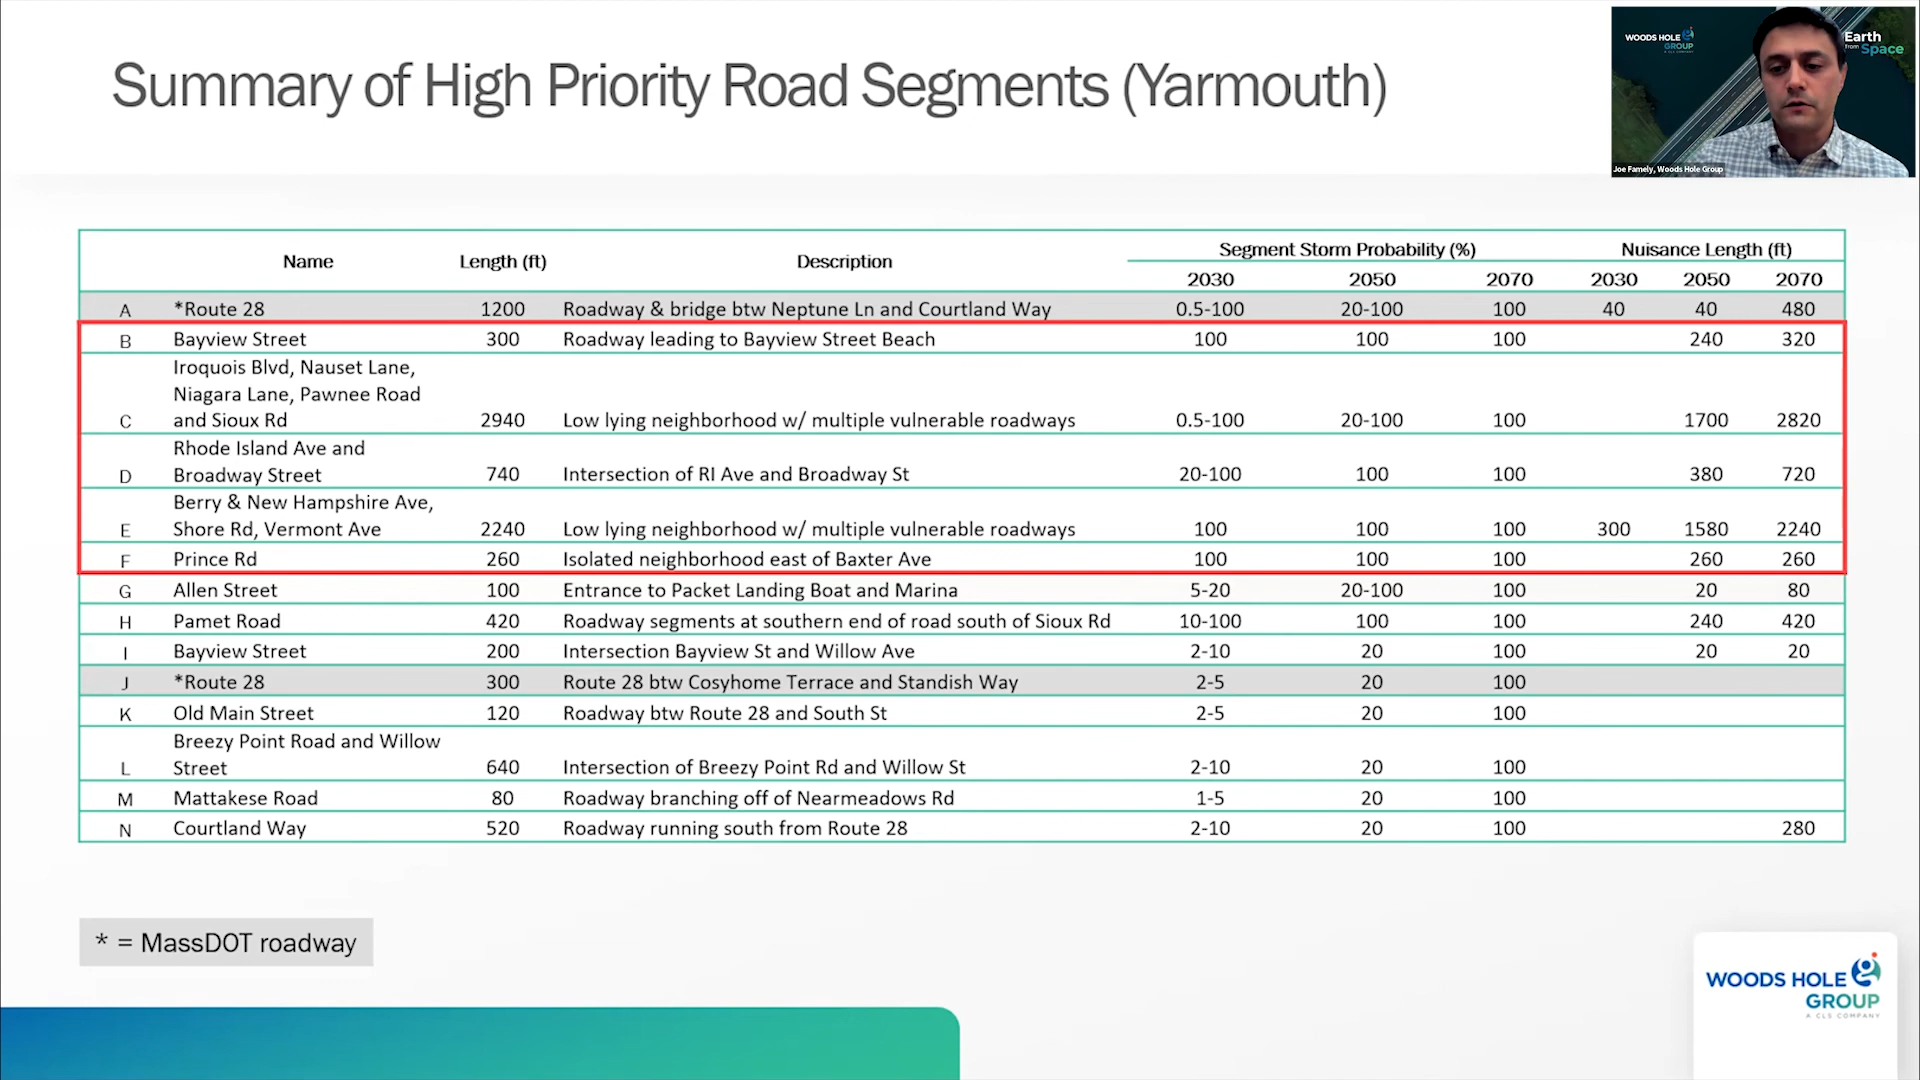 Summary of High Priority Road Segments (Yarmouth)
WOODS HOLE
GROUP
A CLS COMPANY
Earth
from Space
Joe Famely, Woods Hole Group
Name Length (ft) Description Segment Storm Probability (%) Nuisance Length (ft)
2030 2050 2070 2030 2050 2070
A *Route 28 1200 Roadway & bridge btw Neptune Ln and Courtland Way 0.5-100 20-100 100 40 40 480
B Bayview Street 300 Roadway leading to Bayview Street Beach 100 100 100 240 320
Iroquois Blvd, Nauset Lane,
Niagara Lane, Pawnee Road
C and Sioux Rd 2940 Low lying neighborhood w/ multiple vulnerable roadways 0.5-100 20-100 100 1700 2820
Rhode Island Ave and
D Broadway Street 740 Intersection of RI Ave and Broadway St 20-100 100 100 380 720
Berry & New Hampshire Ave,
E Shore Rd, Vermont Ave 2240 Low lying neighborhood w/ multiple vulnerable roadways 100 100 100 300 1580 2240
F Prince Rd 260 Isolated neighborhood east of Baxter Ave 100 100 100 260 260
G Allen Street 100 Entrance to Packet Landing Boat and Marina 5-20 20-100 100 20 80
H Pamet Road 420 Roadway segments at southern end of road south of Sioux Rd 10-100 100 100 240 420
I Bayview Street 200 Intersection Bayview St and Willow Ave 2-10 20 100 20 20
J *Route 28 300 Route 28 btw Cosyhome Terrace and Standish Way 2-5 20 100
K Old Main Street 120 Roadway btw Route 28 and South St 2-5 20 100
Breezy Point Road and Willow
L Street 640 Intersection of Breezy Point Rd and Willow St 2-10 20 100
M Mattakese Road 80 Roadway branching off of Nearmeadows Rd 1-5 20 100
N Courtland Way 520 Roadway running south from Route 28 2-10 20 100 280
* = MassDOT roadway
WOODS HOLE
GROUP
A CLS COMPANY